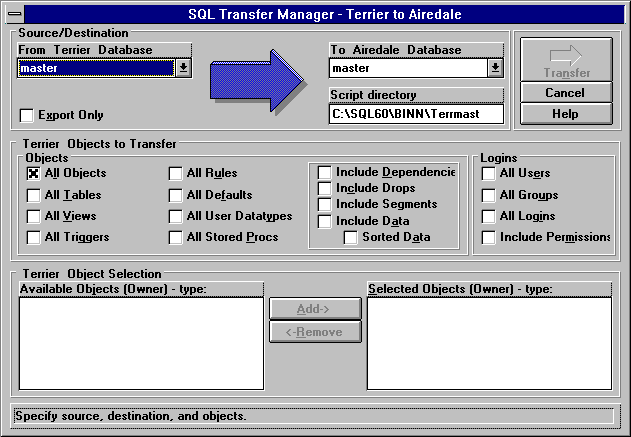 SQL Transfer Manager - Terrier to Airedale
Source/Destination
From Terrier Database
master
Export Only
To Airedale Database
master
Script directory
C:\SQL60\BINN\Terrmast
Transfer
Cancel
Help
Terrier Objects to Transfer
Objects
All Objects
All Tables
All Views
All Triggers
All Rules
All Defaults
All User Datatypes
All Stored Procs
Include Dependencie
Include Drops
Include Segments
Include Data
Sorted Data
Logins
All Users
All Groups
All Logins
Include Permissions
Terrier Object Selection
Available Objects (Owner) - type:
Add->
<-Remove
Selected Objects (Owner) - type:
Specify source, destination, and objects.